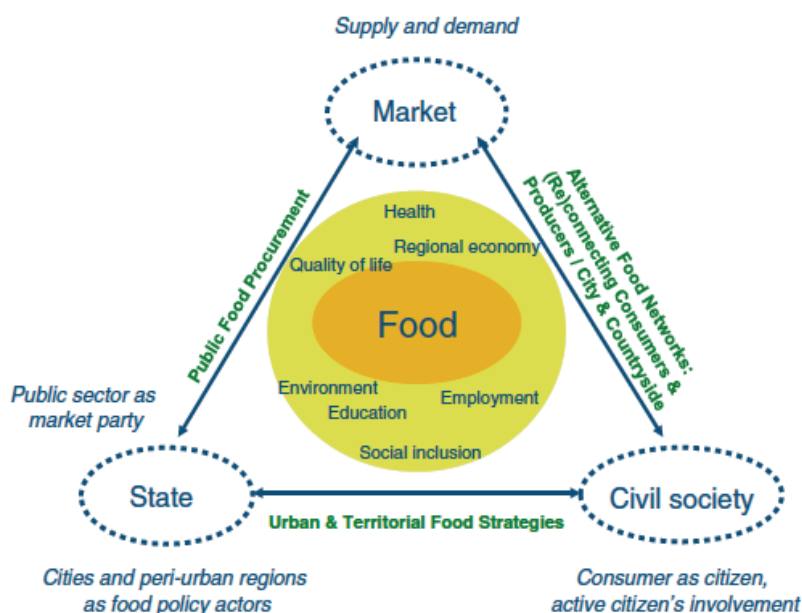 Supply and demand
Market
Public Food Procurement
Alternative Food Networks:
(Re)connecting Consumers &
Producers / City & Countryside
Health
Regional economy
Quality of life
Food
Environment
Education
Employment
Social inclusion
Public sector as
market party
State
Civil society
Urban & Territorial Food Strategies
Cities and peri-urban regions
as food policy actors
Consumer as citizen,
active citizen's involvement